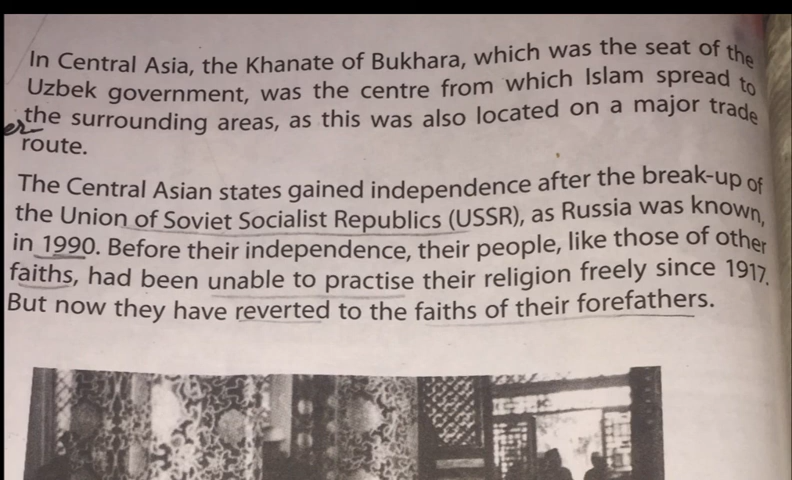 In Central Asia, the Khanate of Bukhara, which was the seat of the
Uzbek government, was the centre from which Islam spread to
the surrounding areas, as this was also located on a major trade
er
route.
The Central Asian states gained independence after the break-up of
the Union of Soviet Socialist Republics (USSR), as Russia was known,
in 1990. Before their independence, their people, like those of other
faiths, had been unable to practise their religion freely since 1917.
But now they have reverted to the faiths of their forefathers.